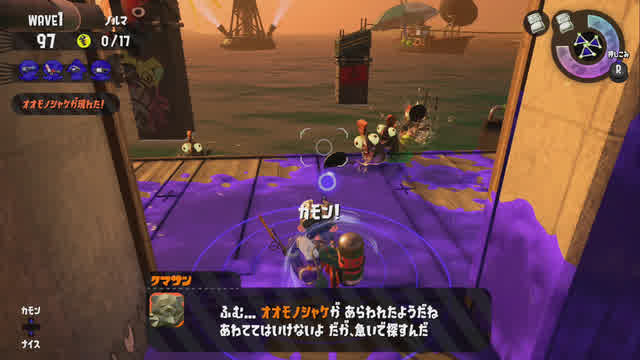 WAVE1
ノルマ
97
0/17
オオモノシャケが現れた!
押しこみ
R
カモン!
クマサン
ふむ… オオモノシャケが あらわれたようだね
あわててはいけないよ だが、急いで探すんだ
カモン
ナイス